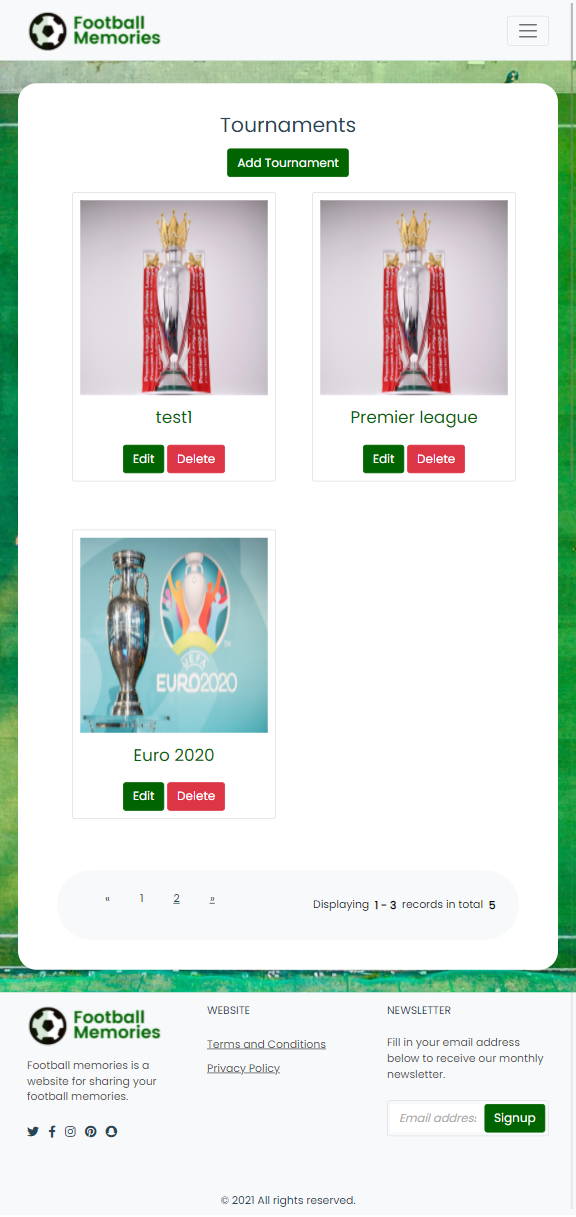 Football
Memories
Tournaments
Add Tournament
test1
Edit
Delete
Premier league
Edit
Delete
UEFA
EURO2020
Euro 2020
Edit
Delete
« 1 2 »
Displaying 1 - 3 records in total 5
Football
Memories
Football memories is a
website for sharing your
football memories.
WEBSITE
Terms and Conditions
Privacy Policy
NEWSLETTER
Fill in your email address
below to receive our monthly
newsletter.
Email address
Signup
© 2021 All rights reserved.